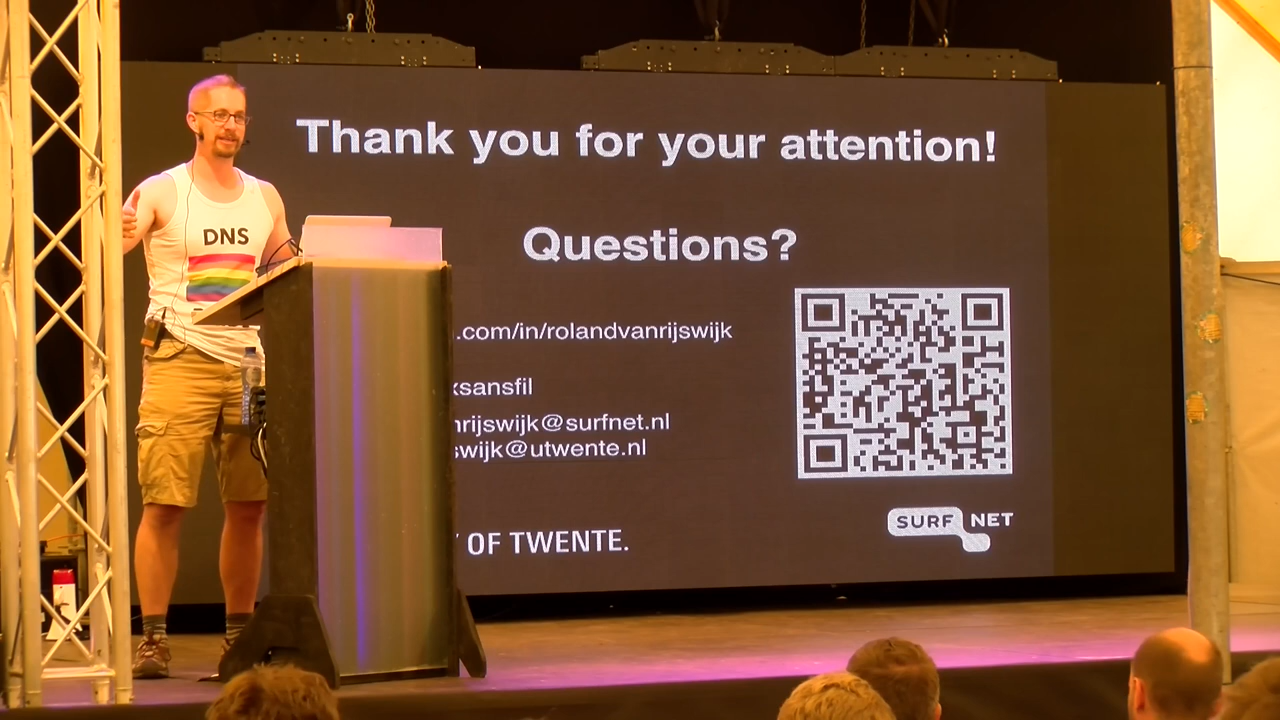 Thank you for your attention!
DNS
Questions?
.com/in/rolandvanrijswijk
xsansfil
nrijswijk@surfnet.nl
swijk@utwente.nl
OF TWENTE.
SURF NET